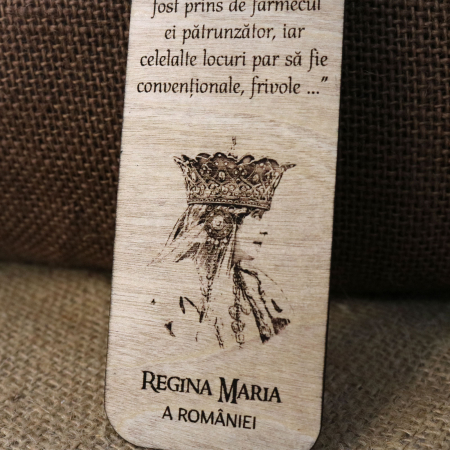 fost prins de farmecul
ei pătrunzător, iar
celelalte locuri par să fie
convenționale, frivole ..."
REGINA MARIA
A ROMÂNIEI